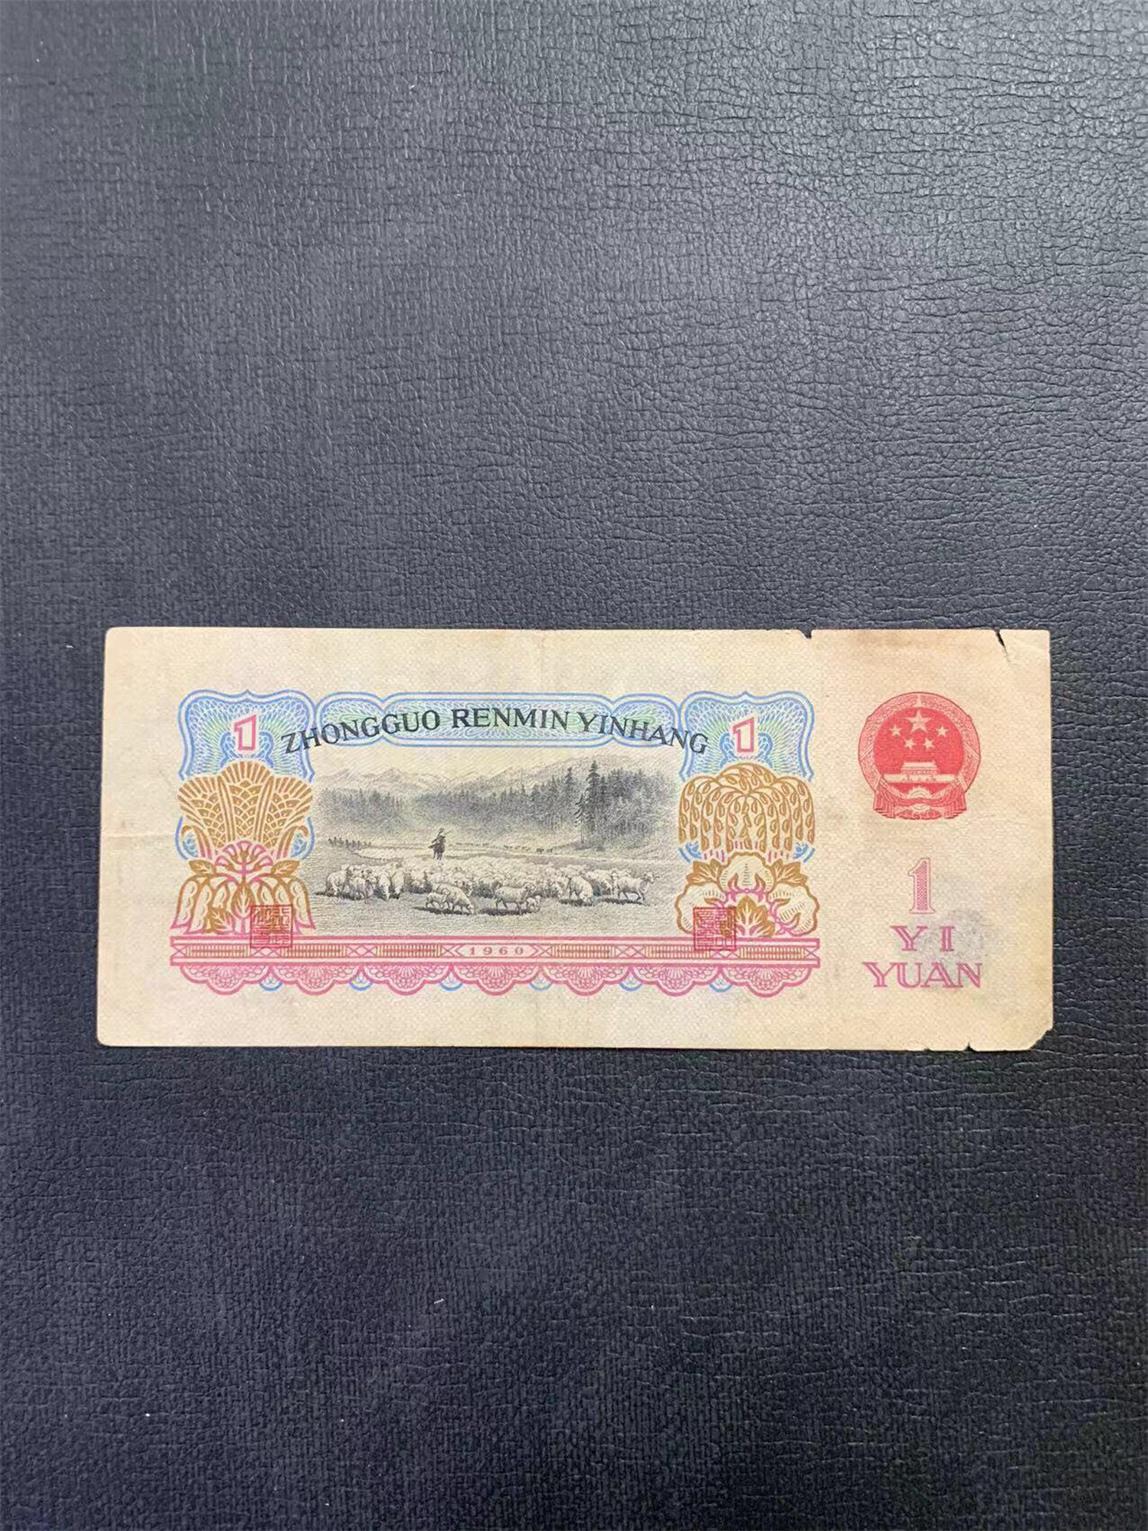 1
ZHONGGUO RENMIN YINHANG
1
1960
1
YI
YUAN